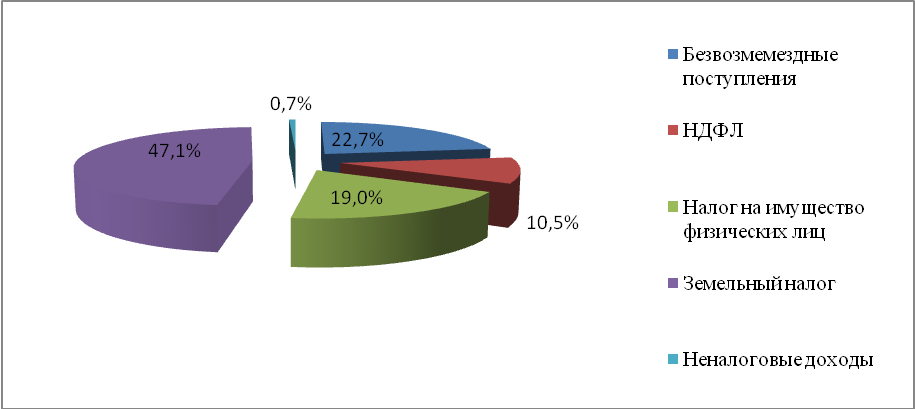 0,7%
22,7%
47,1%
19,0%
10,5%
Безвозмемездные
поступления
НДФЛ
Налог на имущество
физических лиц
Земельный налог
Неналоговые доходы